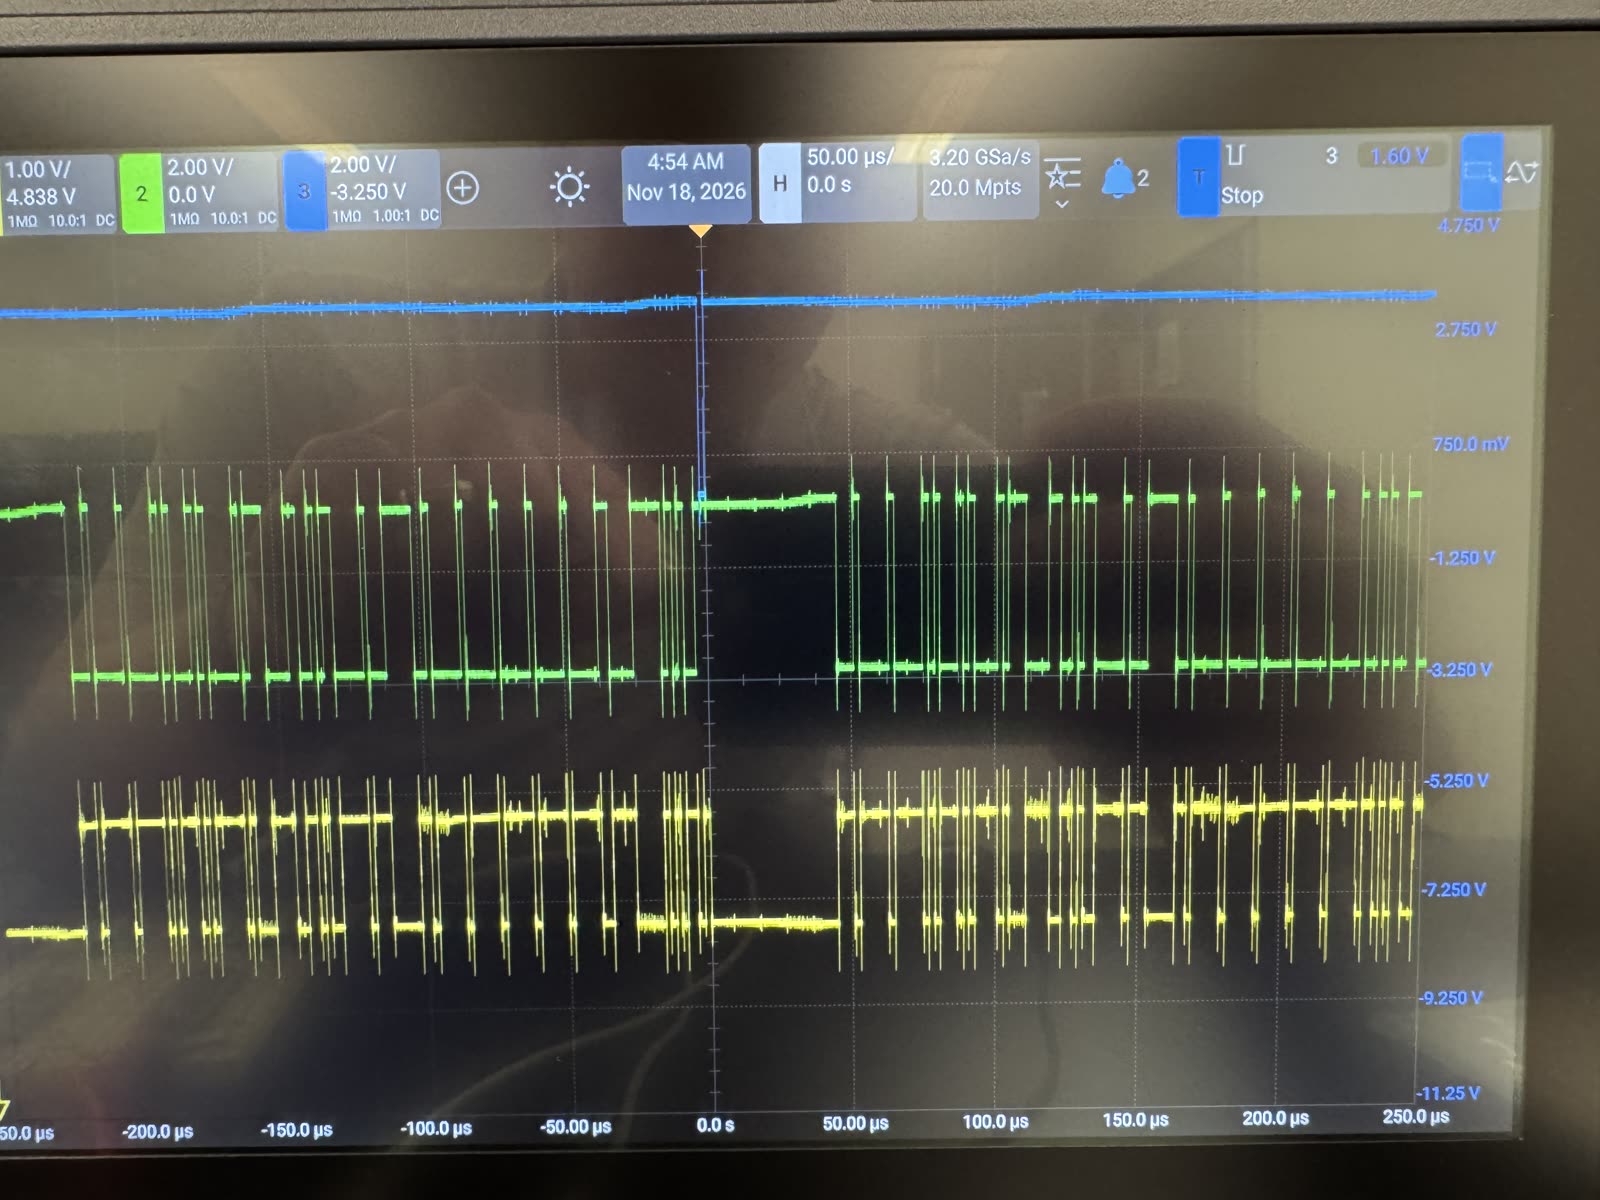 1.00 V/
4.838 V
1MΩ 10.0:1 DC
2
2.00 V/
0.0 V
1MΩ 10.0:1 DC
3
2.00 V/
-3.250 V
1MΩ 1.00:1 DC
4:54 AM
Nov 18, 2026
H
50.00 µs/
0.0 s
3.20 GSa/s
20.0 Mpts
2
T
3
1.60 V
Stop
4.750 V
2.750 V
750.0 mV
-1.250 V
-3.250 V
-5.250 V
-7.250 V
-9.250 V
-11.25 V
50.0 µs
-200.0 µs
-150.0 µs
-100.0 µs
-50.00 µs
0.0 s
50.00 µs
100.0 µs
150.0 µs
200.0 µs
250.0 µs